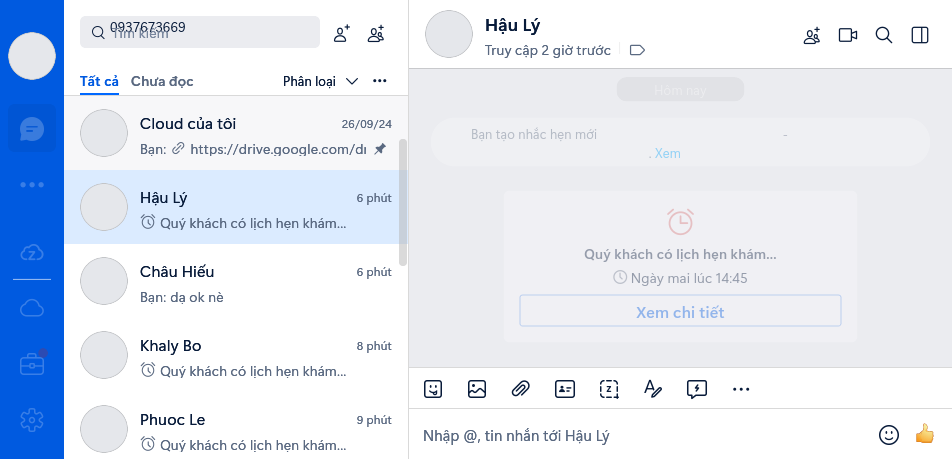 0937673669
Tìm kiếm
Tất cả
Chưa đọc
Phân loại
Cloud của tôi
26/09/24
Bạn: https://drive.google.com/dr
Hậu Lý
6 phút
Quý khách có lịch hẹn khám...
Châu Hiếu
6 phút
Bạn: dạ ok nè
Khaly Bo
8 phút
Quý khách có lịch hẹn khám...
Phuoc Le
9 phút
Quý khách có lịch hẹn khám...
Hậu Lý
Truy cập 2 giờ trước
Hôm nay
Bạn tạo nhắc hẹn mới -
. Xem
Quý khách có lịch hẹn khám...
Ngày mai lúc 14:45
Xem chi tiết
Nhập @, tin nhắn tới Hậu Lý